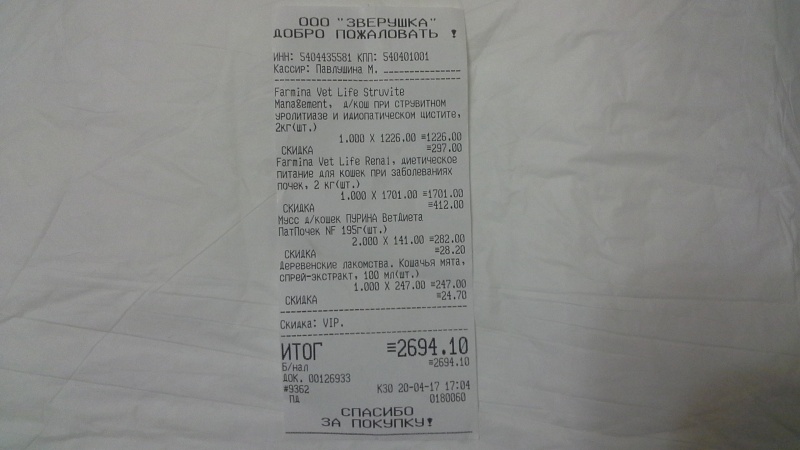 ООО "ЗВЕРУШКА"
ДОБРО ПОЖАЛОВАТЬ !
ИНН: 5404435581 КПП: 540401001
Кассир: Павлушина М.
Farmina Vet Life Struvite
Management, д/кош при струвитном
уролитиазе и идиопатическом цистите,
2кг(шт.)
1.000 X 1226.00 ≡1226.00
СКИДКА ≡297.00
Farmina Vet Life Renal, диетическое
питание для кошек при заболеваниях
почек, 2 кг(шт.)
1.000 X 1701.00 ≡1701.00
СКИДКА ≡412.00
Мусс д/кошек ПУРИНА ВетДиета
ПатПочек NF 195г(шт.)
2.000 X 141.00 ≡282.00
СКИДКА ≡28.20
Деревенские лакомства. Кошачья мята,
спрей-экстракт, 100 мл(шт.)
1.000 X 247.00 ≡247.00
СКИДКА ≡24.70
Скидка: VIP.
ИТОГ ≡2694.10
Б/нал ≡2694.10
ДОК. 00126933
#9362 К30 20-04-17 17:04
ПД 0180060
СПАСИБО
ЗА ПОКУПКУ!